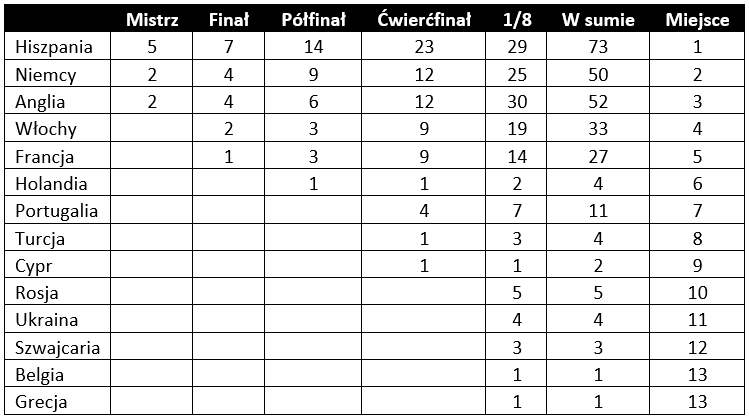 Mistrz Finał Półfinał Ćwierćfinał 1/8 W sumie Miejsce
Hiszpania 5 7 14 23 29 73 1
Niemcy 2 4 9 12 25 50 2
Anglia 2 4 6 12 30 52 3
Włochy 2 3 9 19 33 4
Francja 1 3 9 14 27 5
Holandia 1 1 2 4 6
Portugalia 4 7 11 7
Turcja 1 3 4 8
Cypr 1 1 2 9
Rosja 5 5 10
Ukraina 4 4 11
Szwajcaria 3 3 12
Belgia 1 1 13
Grecja 1 1 13